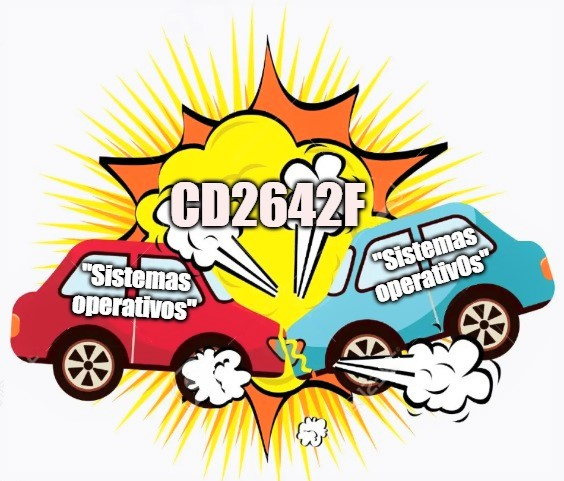 CD2642F
"Sistemas
operativos"
"Sistemas
operativ0s"